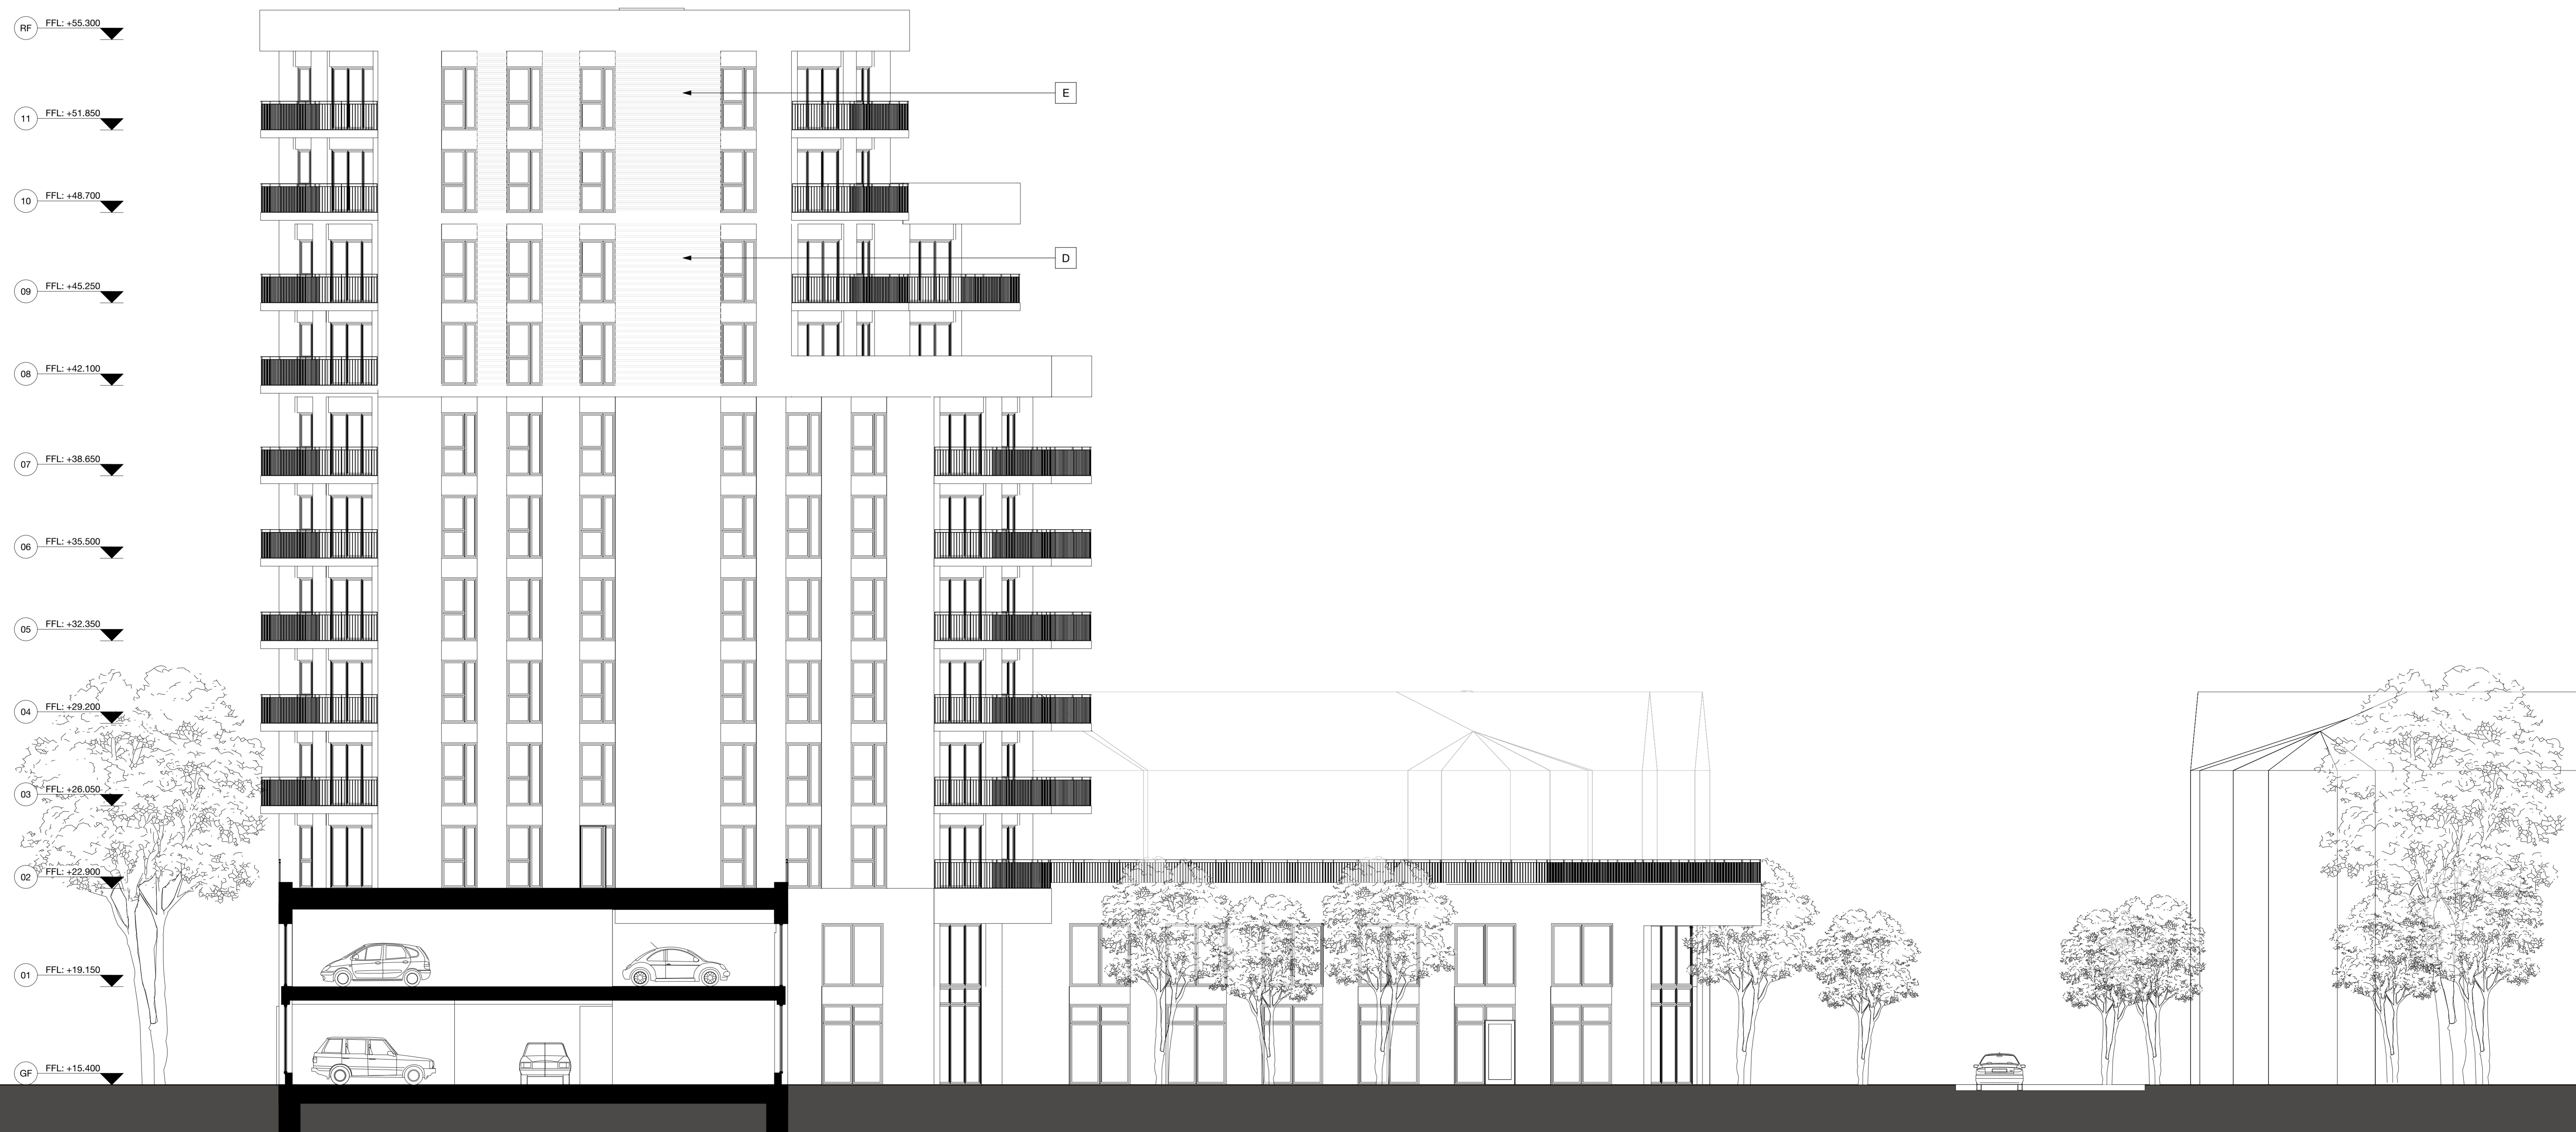 RF FFL: +55.300
E
11 FFL: +51.850
10 FFL: +48.700
D
09 FFL: +45.250
08 FFL: +42.100
07 FFL: +38.650
06 FFL: +35.500
05 FFL: +32.350
04 FFL: +29.200
03 FFL: +26.050
02 FFL: +22.900
01 FFL: +19.150
GF FFL: +15.400